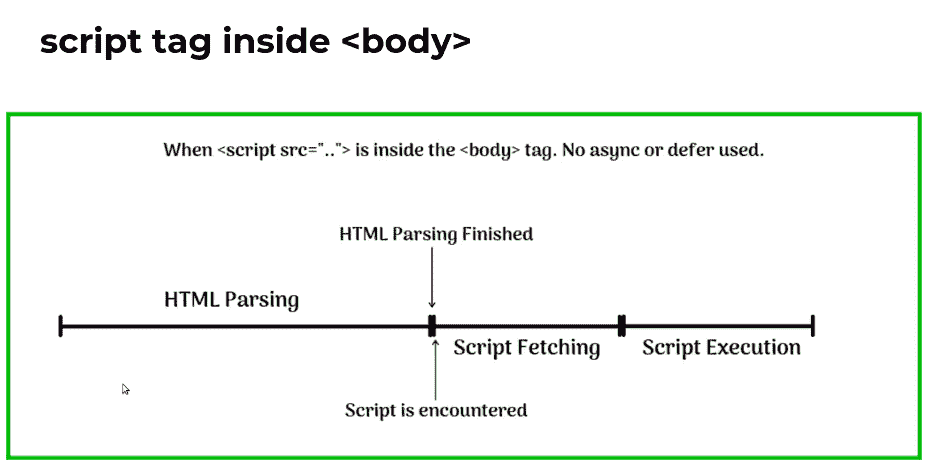 script tag inside <body>
When <script src=".."> is inside the <body> tag. No async or defer used.
HTML Parsing Finished
HTML Parsing
Script Fetching
Script Execution
Script is encountered